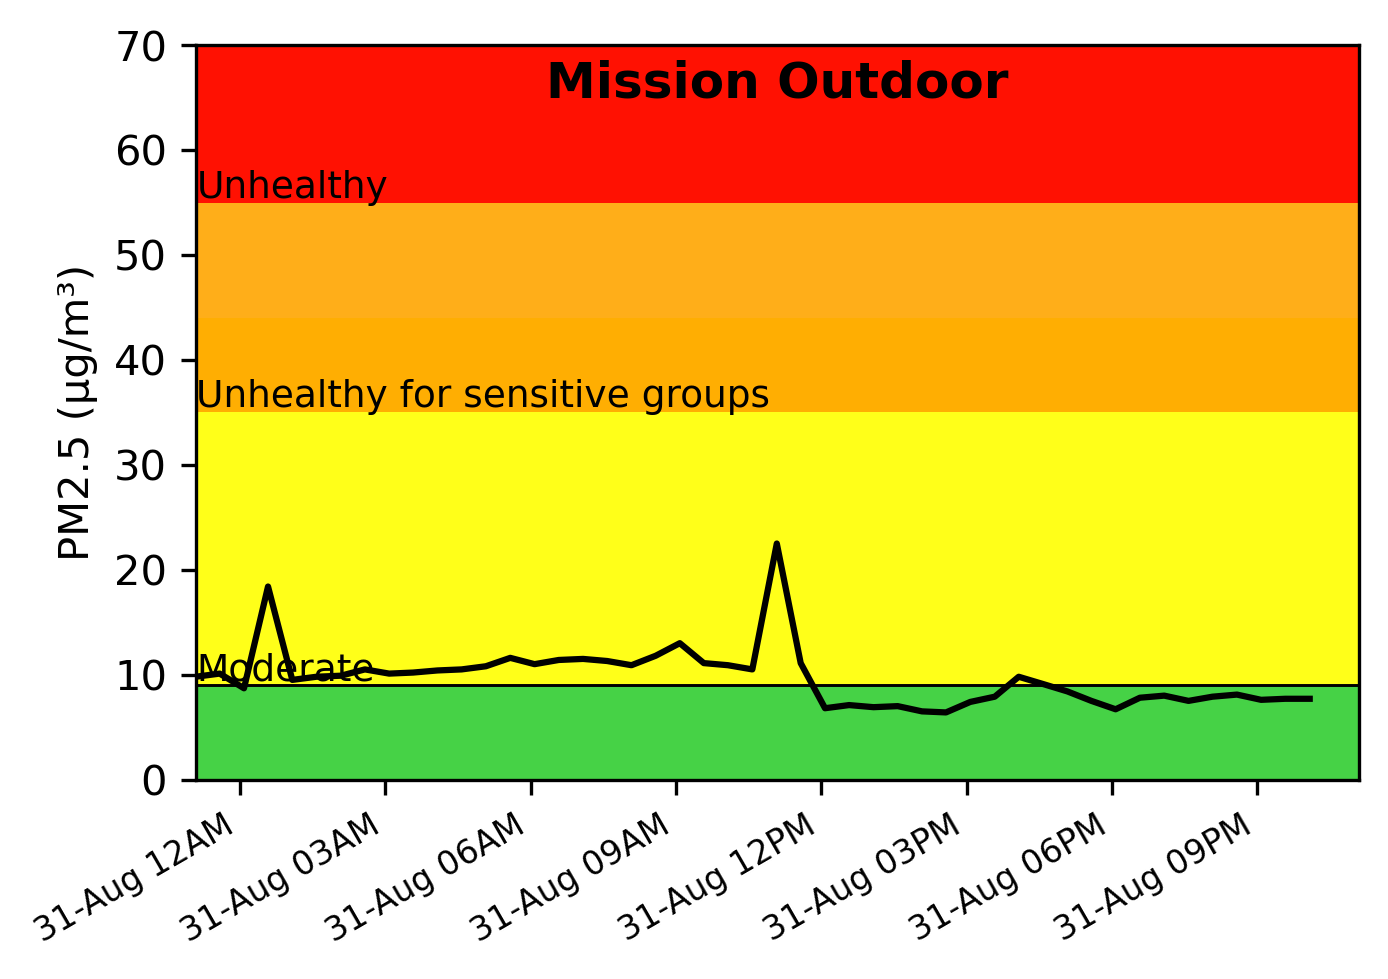 Mission Outdoor
PM2.5 (µg/m³)
70
60
Unhealthy
50
40
Unhealthy for sensitive groups
30
20
Moderate
10
0
31-Aug 12AM
31-Aug 03AM
31-Aug 06AM
31-Aug 09AM
31-Aug 12PM
31-Aug 03PM
31-Aug 06PM
31-Aug 09PM